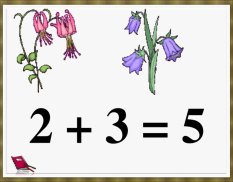 2 + 3 = 5